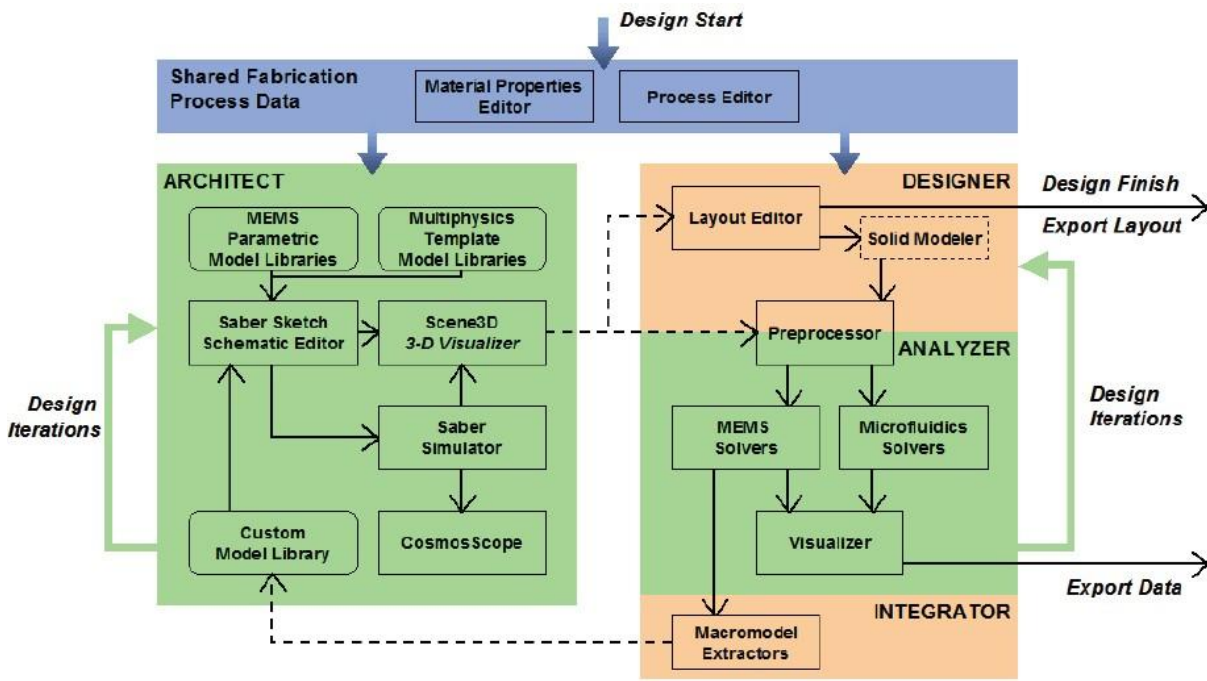 Design Start
Shared Fabrication
Process Data
Material Properties
Editor
Process Editor
ARCHITECT
MEMS
Parametric
Model Libraries
Multiphysics
Template
Model Libraries
Saber Sketch
Schematic Editor
Scene3D
3-D Visualizer
Saber
Simulator
Custom
Model Library
CosmosScope
Design
Iterations
DESIGNER
Layout Editor
Solid Modeler
Design Finish
Export Layout
Preprocessor
ANALYZER
MEMS
Solvers
Microfluidics
Solvers
Visualizer
Design
Iterations
Export Data
INTEGRATOR
Macromodel
Extractors